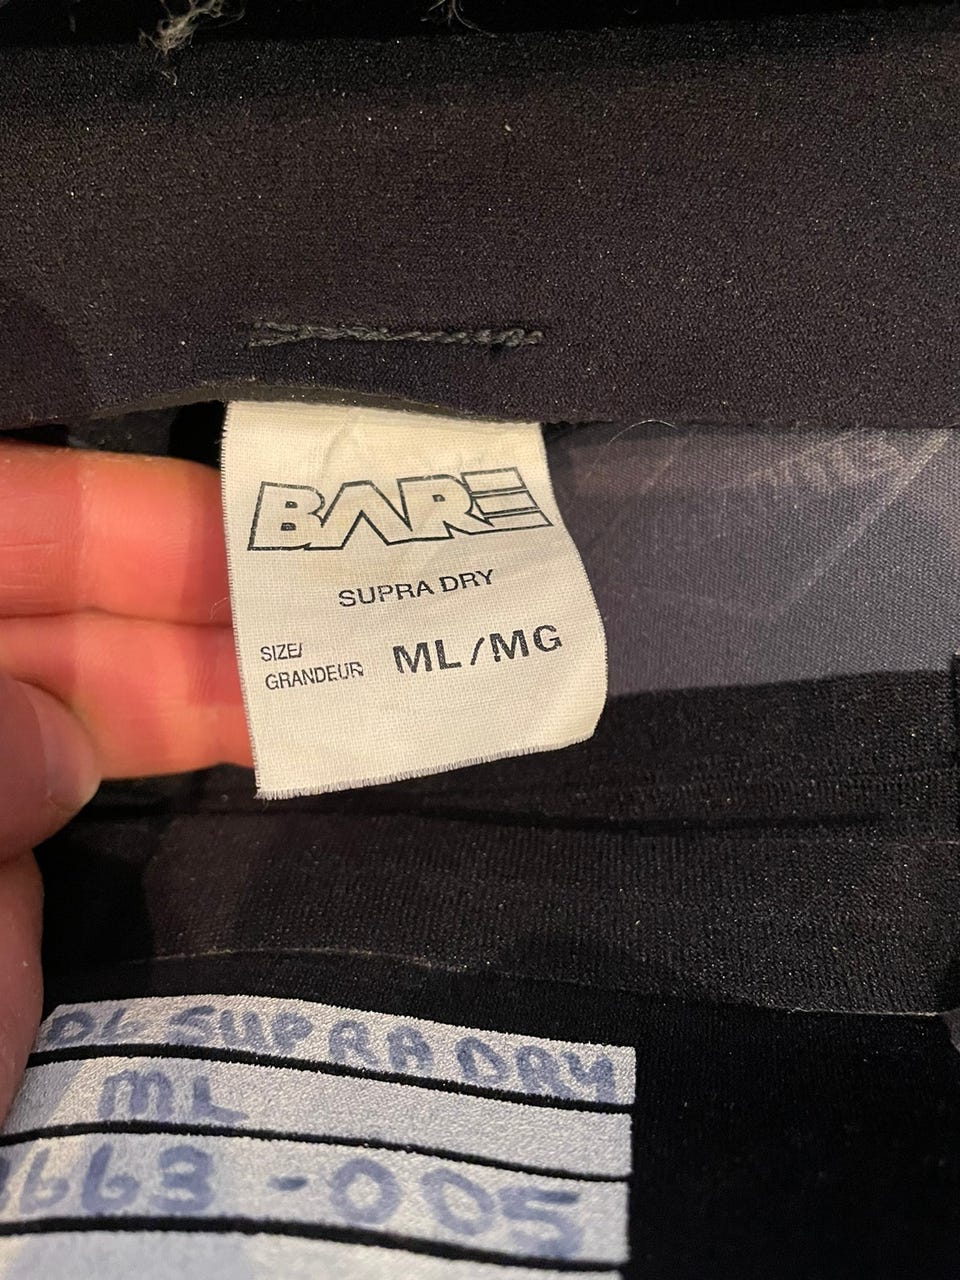 BARE
SUPRA DRY
SIZE/
GRANDEUR
ML/MG
SUPRA DRY
ML
663-005